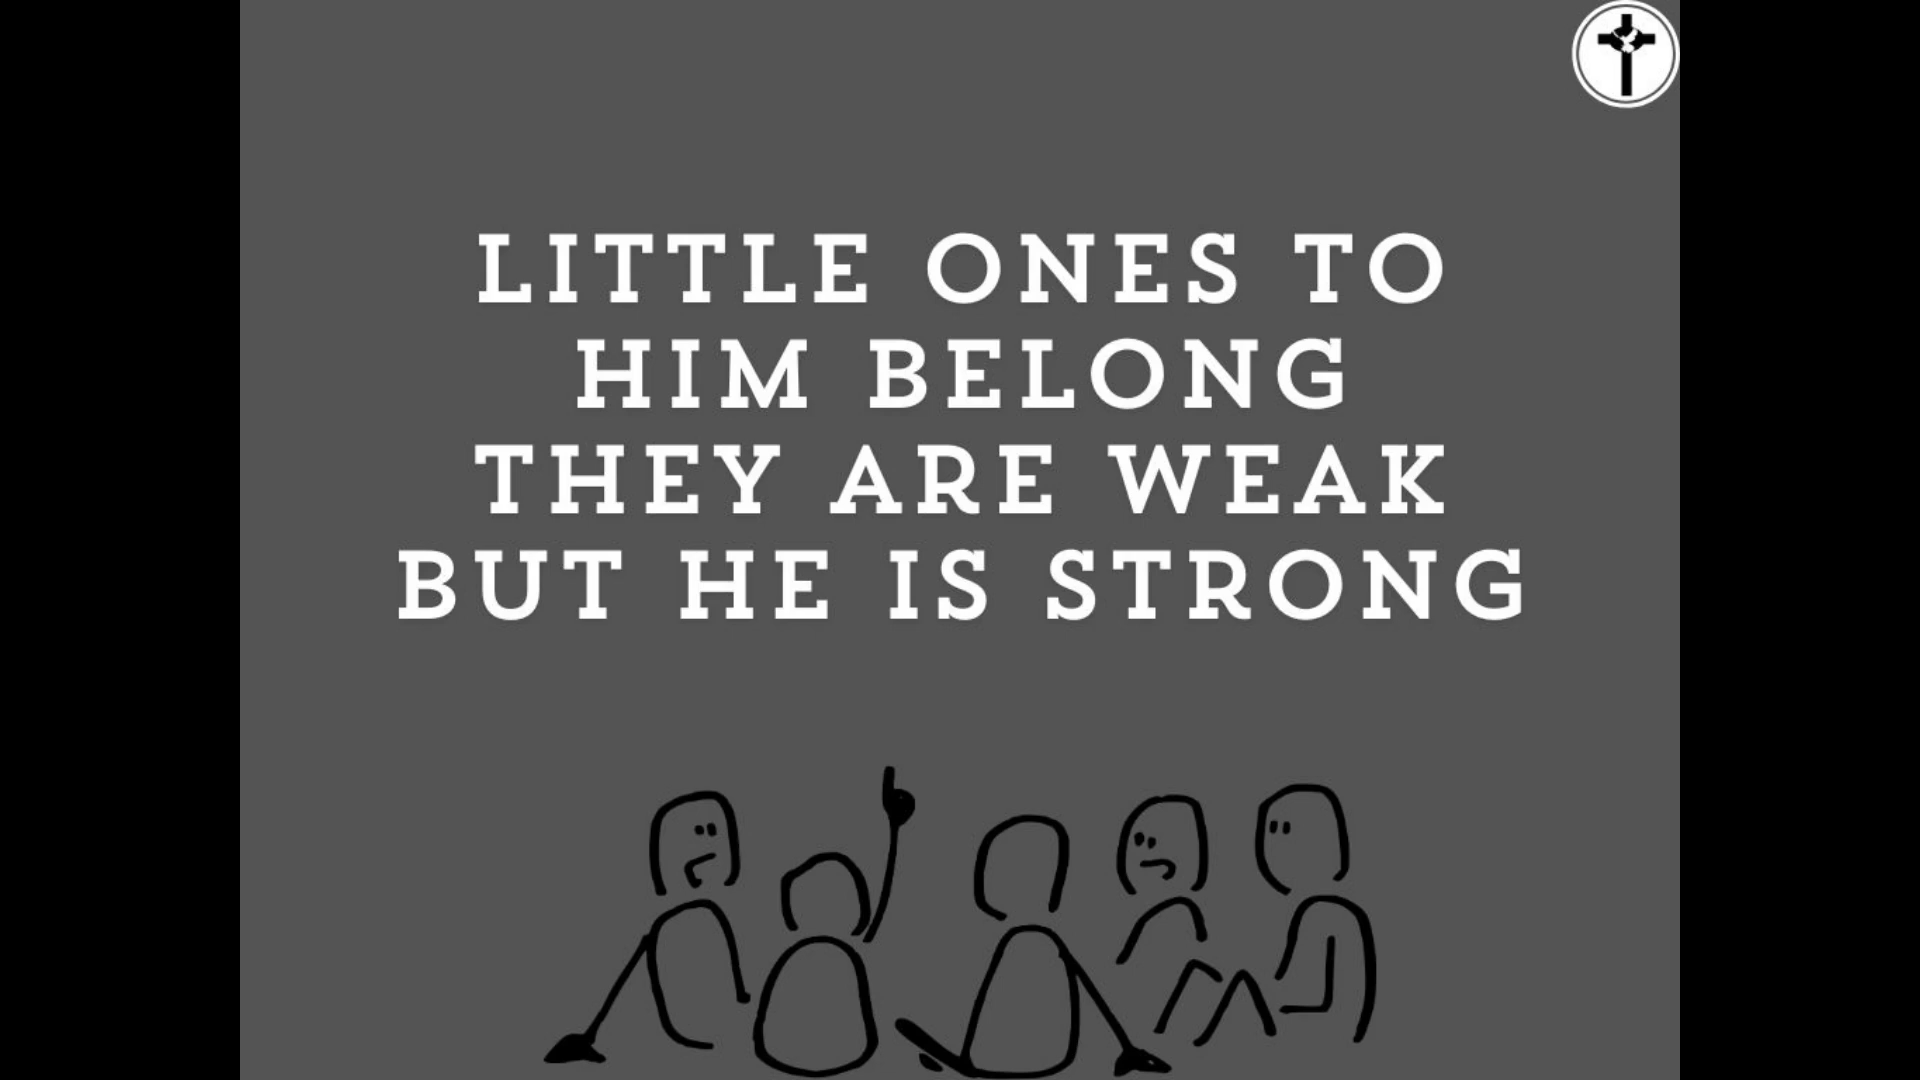 LITTLE ONES TO
HIM BELONG
THEY ARE WEAK
BUT HE IS STRONG